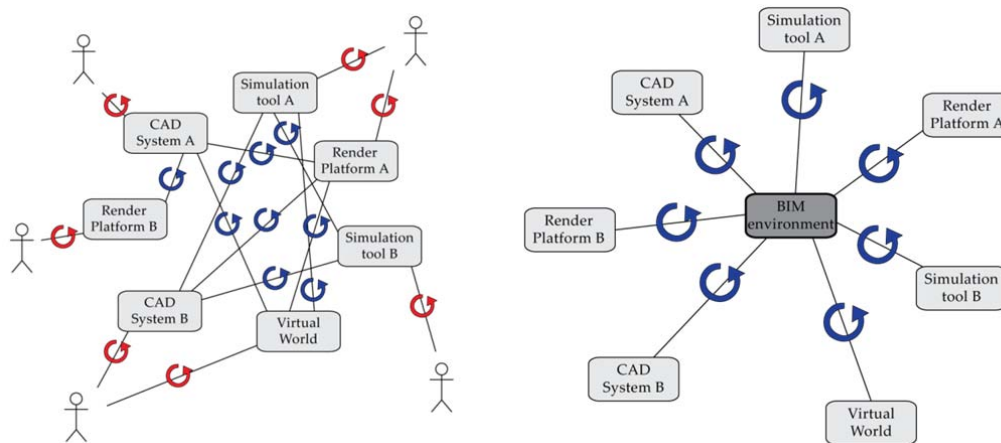 Simulation
tool A
CAD
System A
Render
Platform A
Render
Platform B
Simulation
tool B
CAD
System B
Virtual
World
Simulation
tool A
CAD
System A
Render
Platform A
BIM
environment
Render
Platform B
Simulation
tool B
CAD
System B
Virtual
World